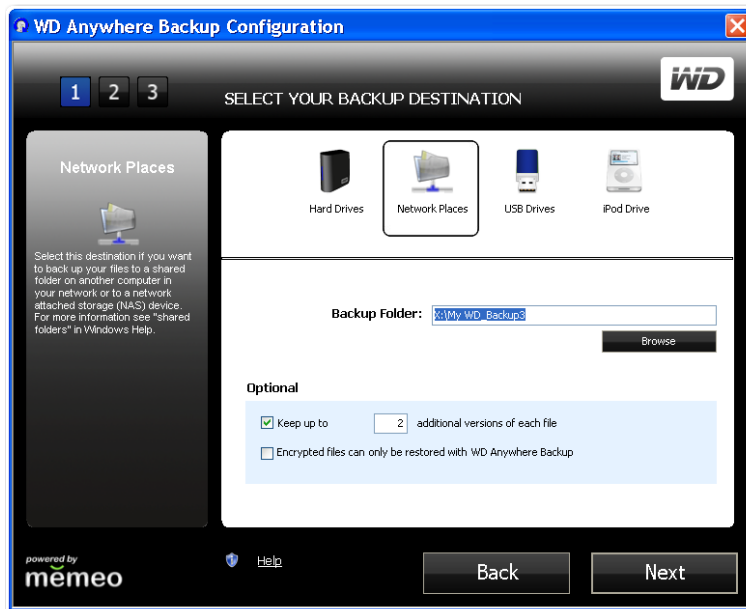 WD Anywhere Backup Configuration
1 2 3
SELECT YOUR BACKUP DESTINATION
WD
Network Places
Select this destination if you want
to back up your files to a shared
folder on another computer in
your network or to a network
attached storage (NAS) device.
For more information see "shared
folders" in Windows Help.
Hard Drives
Network Places
USB Drives
iPod Drive
Backup Folder: X:\My WD_Backup3
Browse
Optional
Keep up to 2 additional versions of each file
Encrypted files can only be restored with WD Anywhere Backup
powered by
mĕmeo
Help
Back
Next